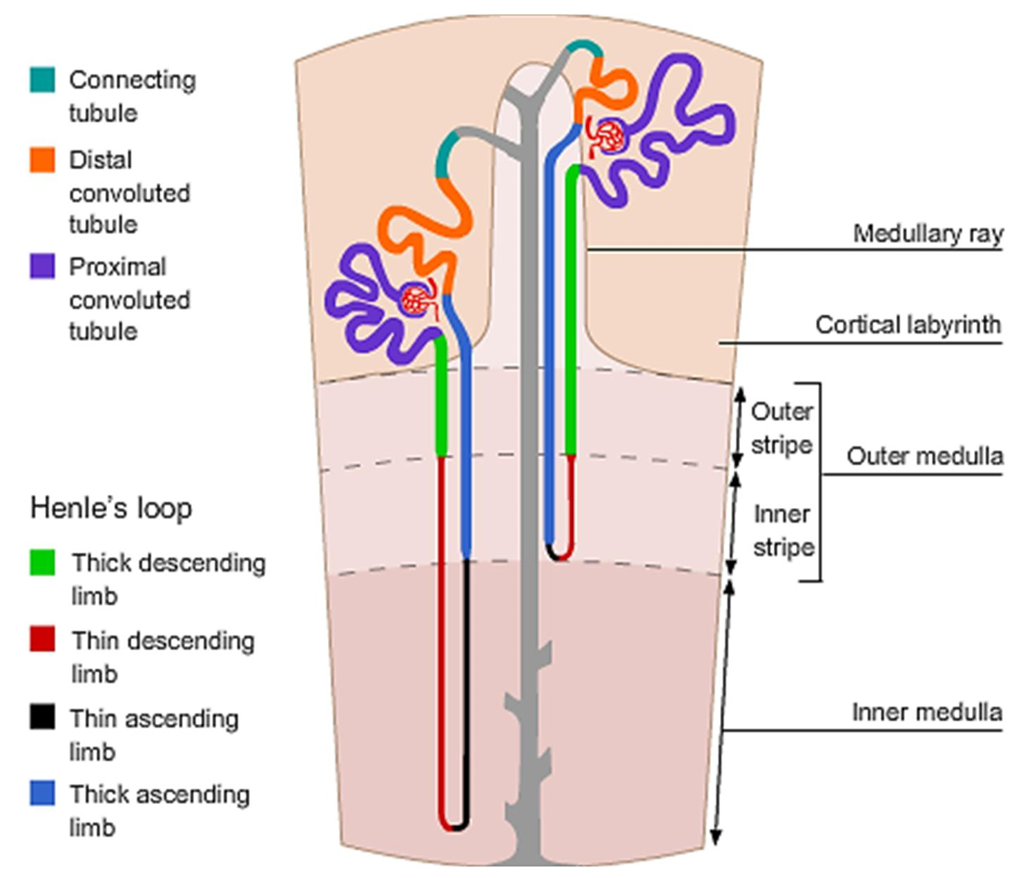 Connecting
tubule
Distal
convoluted
tubule
Proximal
convoluted
tubule
Medullary ray
Cortical labyrinth
Outer
stripe
Outer medulla
Inner
stripe
Inner medulla
Henle's loop
Thick descending
limb
Thin descending
limb
Thin ascending
limb
Thick ascending
limb